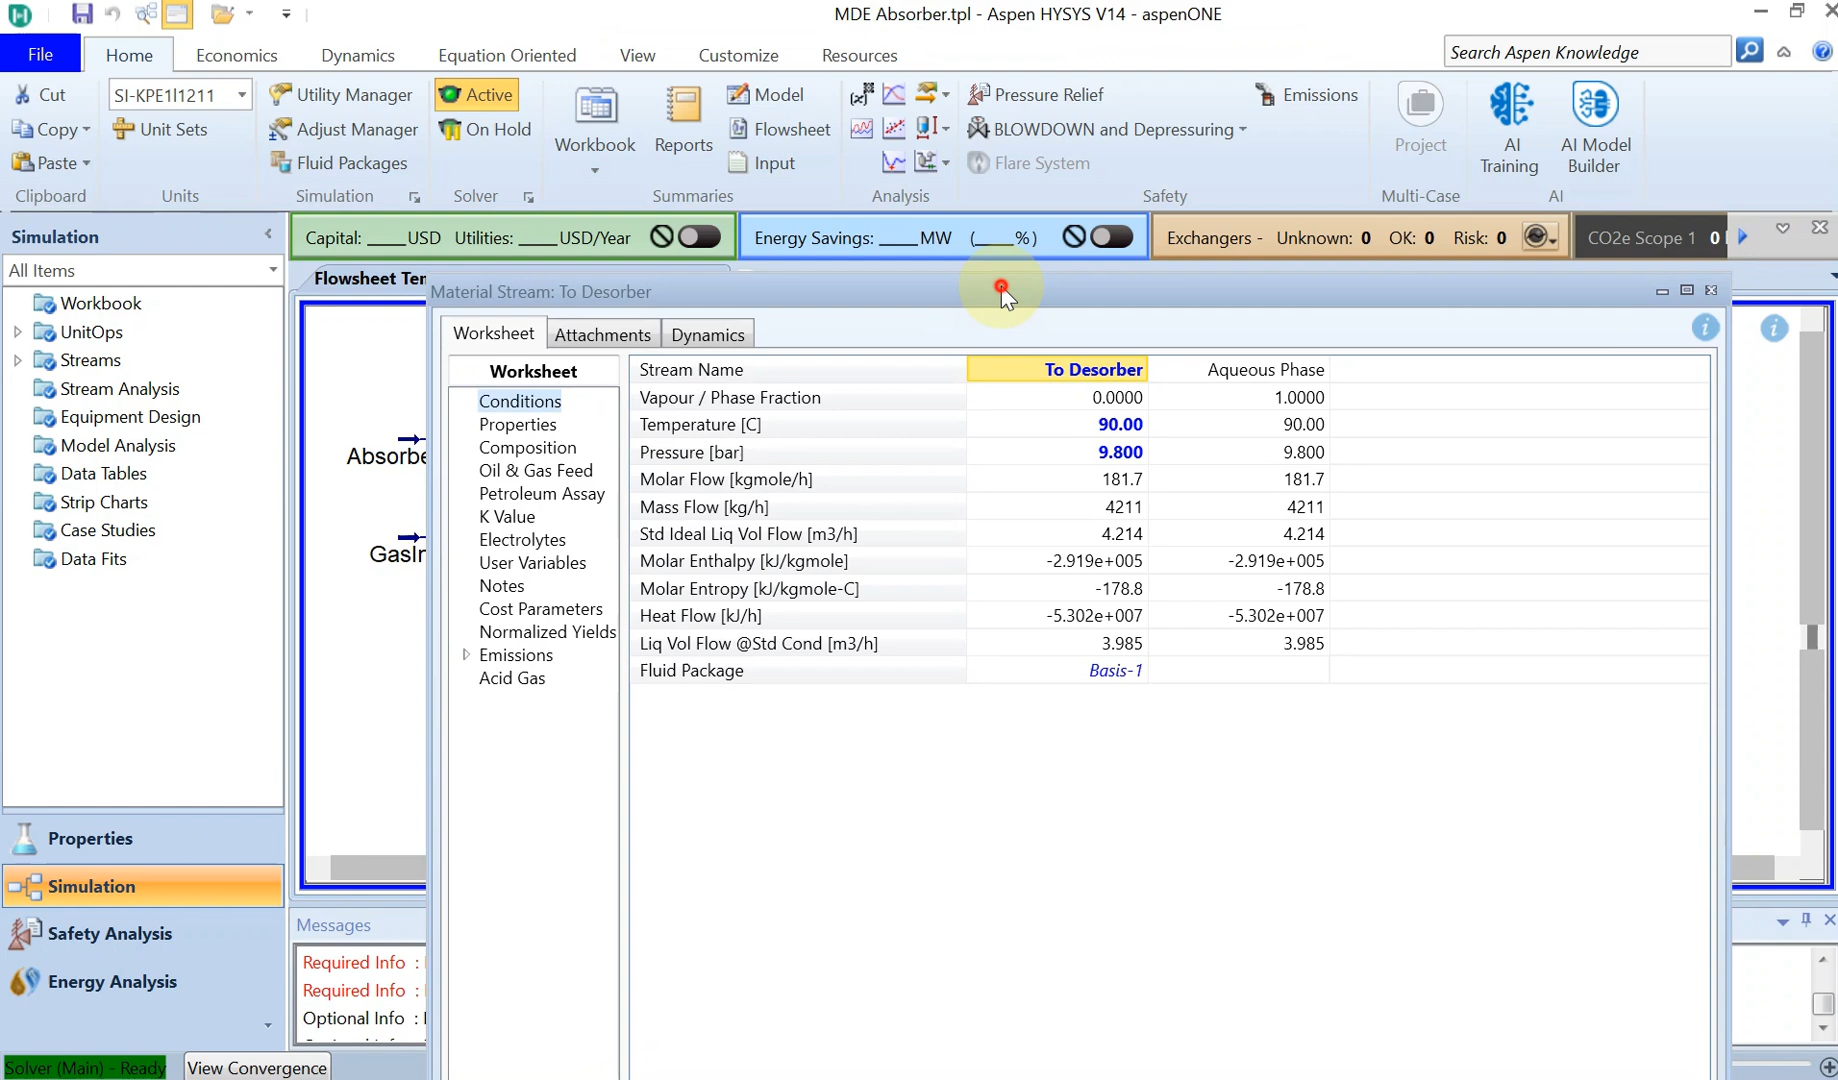 MDE Absorber.tpl - Aspen HYSYS V14 - aspenONE
File Home Economics Dynamics Equation Oriented View Customize Resources Search Aspen Knowledge
Cut SI-KPE1I1211 Utility Manager Active Model Pressure Relief Emissions
Copy Unit Sets Adjust Manager On Hold Workbook Reports Flowsheet BLOWDOWN and Depressuring Project AI Training AI Model Builder
Paste Fluid Packages Input Flare System
Clipboard Units Simulation Solver Summaries Analysis Safety Multi-Case AI
Simulation Capital: ____USD Utilities: ____USD/Year Energy Savings: ____MW (____%) Exchangers - Unknown: 0 OK: 0 Risk: 0 CO2e Scope 1 0
All Items
Workbook
UnitOps
Streams
Stream Analysis
Equipment Design
Model Analysis
Data Tables
Strip Charts
Case Studies
Data Fits
Properties
Simulation
Safety Analysis
Energy Analysis
Material Stream: To Desorber
Worksheet Attachments Dynamics
Worksheet
Conditions
Properties
Composition
Oil & Gas Feed
Petroleum Assay
K Value
Electrolytes
User Variables
Notes
Cost Parameters
Normalized Yields
Emissions
Acid Gas
Stream Name To Desorber Aqueous Phase
Vapour / Phase Fraction 0.0000 1.0000
Temperature [C] 90.00 90.00
Pressure [bar] 9.800 9.800
Molar Flow [kgmole/h] 181.7 181.7
Mass Flow [kg/h] 4211 4211
Std Ideal Liq Vol Flow [m3/h] 4.214 4.214
Molar Enthalpy [kJ/kgmole] -2.919e+005 -2.919e+005
Molar Entropy [kJ/kgmole-C] -178.8 -178.8
Heat Flow [kJ/h] -5.302e+007 -5.302e+007
Liq Vol Flow @Std Cond [m3/h] 3.985 3.985
Fluid Package Basis-1
Messages
Required Info :
Required Info :
Optional Info :
Solver (Main) - Ready View Convergence